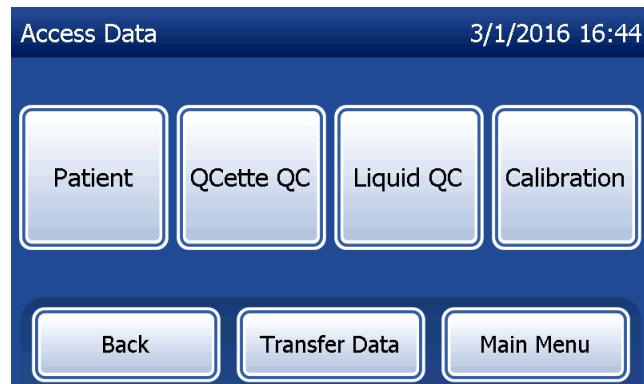 Access Data 3/1/2016 16:44
Patient QCette QC Liquid QC Calibration
Back Transfer Data Main Menu